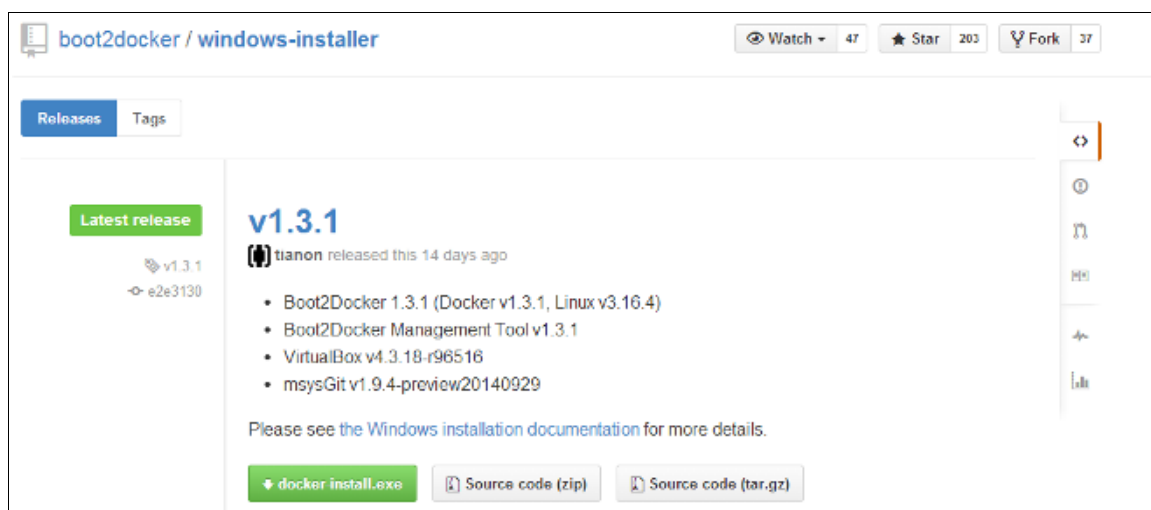 boot2docker / windows-installer
Watch 47 Star 203 Fork 37
Releases Tags
Latest release
v1.3.1
e2e3130
v1.3.1
tianon released this 14 days ago
Boot2Docker 1.3.1 (Docker v1.3.1, Linux v3.16.4)
Boot2Docker Management Tool v1.3.1
VirtualBox v4.3.18-r96516
msysGit v1.9.4-preview20140929
Please see the Windows installation documentation for more details.
docker install.exe Source code (zip) Source code (tar.gz)